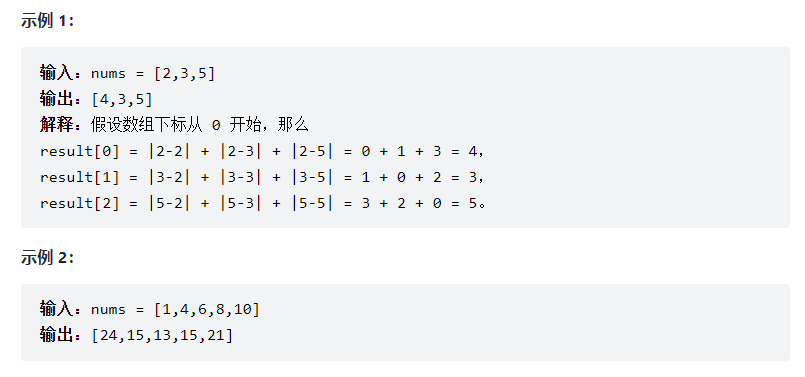 示例 1：
输入：nums = [2,3,5]
输出：[4,3,5]
解释：假设数组下标从 0 开始，那么
result[0] = |2-2| + |2-3| + |2-5| = 0 + 1 + 3 = 4，
result[1] = |3-2| + |3-3| + |3-5| = 1 + 0 + 2 = 3，
result[2] = |5-2| + |5-3| + |5-5| = 3 + 2 + 0 = 5。
示例 2：
输入：nums = [1,4,6,8,10]
输出：[24,15,13,15,21]